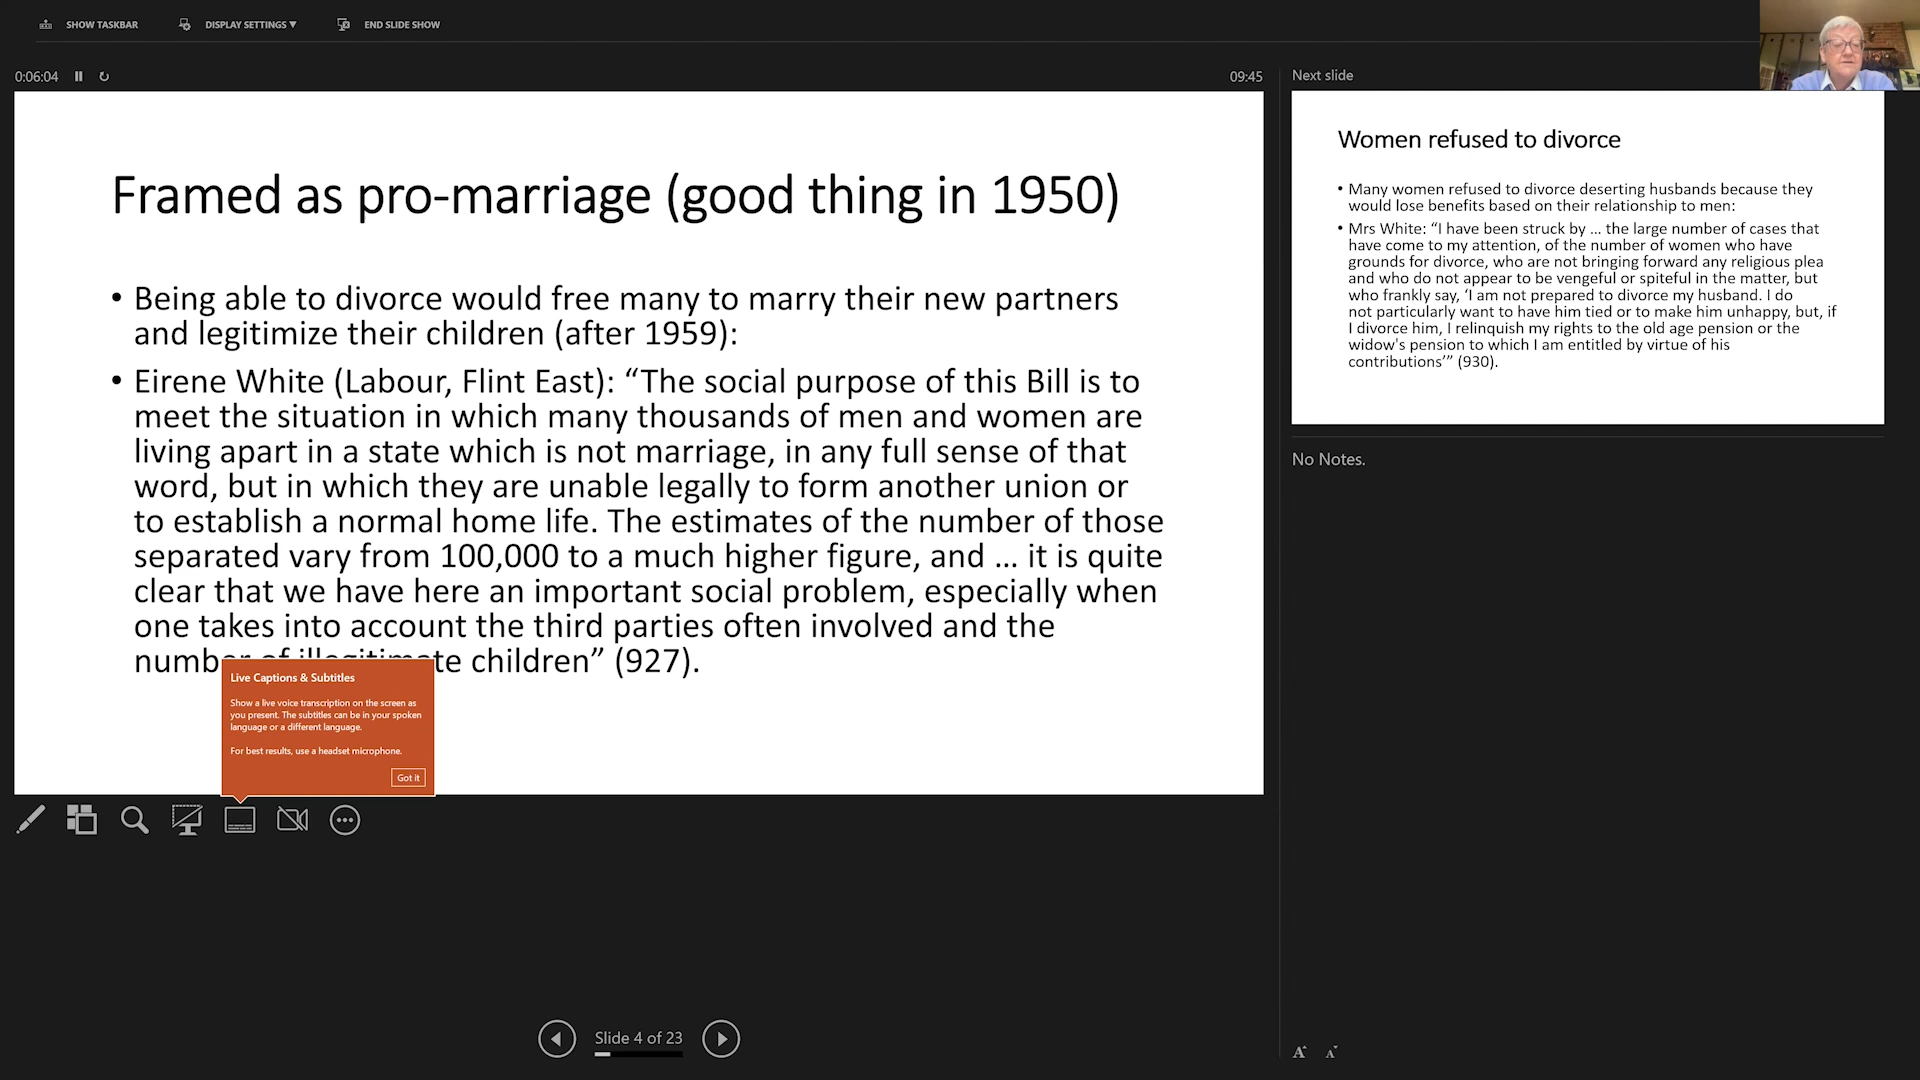 SHOW TASKBAR
DISPLAY SETTINGS ▼
END SLIDE SHOW
0:06:04
09:45
Framed as pro-marriage (good thing in 1950)
• Being able to divorce would free many to marry their new partners
and legitimize their children (after 1959):
• Eirene White (Labour, Flint East): “The social purpose of this Bill is to
meet the situation in which many thousands of men and women are
living apart in a state which is not marriage, in any full sense of that
word, but in which they are unable legally to form another union or
to establish a normal home life. The estimates of the number of those
separated vary from 100,000 to a much higher figure, and … it is quite
clear that we have here an important social problem, especially when
one takes into account the third parties often involved and the
number of illegitimate children” (927).
Live Captions & Subtitles
Show a live voice transcription on the screen as
you present. The subtitles can be in your spoken
language or a different language.
For best results, use a headset microphone.
Got it
Slide 4 of 23
Next slide
Women refused to divorce
• Many women refused to divorce deserting husbands because they
would lose benefits based on their relationship to men:
• Mrs White: “I have been struck by … the large number of cases that
have come to my attention, of the number of women who have
grounds for divorce, who are not bringing forward any religious plea
and who do not appear to be vengeful or spiteful in the matter, but
who frankly say, ‘I am not prepared to divorce my husband. I do
not particularly want to have him tied or to make him unhappy, but, if
I divorce him, I relinquish my rights to the old age pension or the
widow's pension to which I am entitled by virtue of his
contributions’” (930).
No Notes.
A A